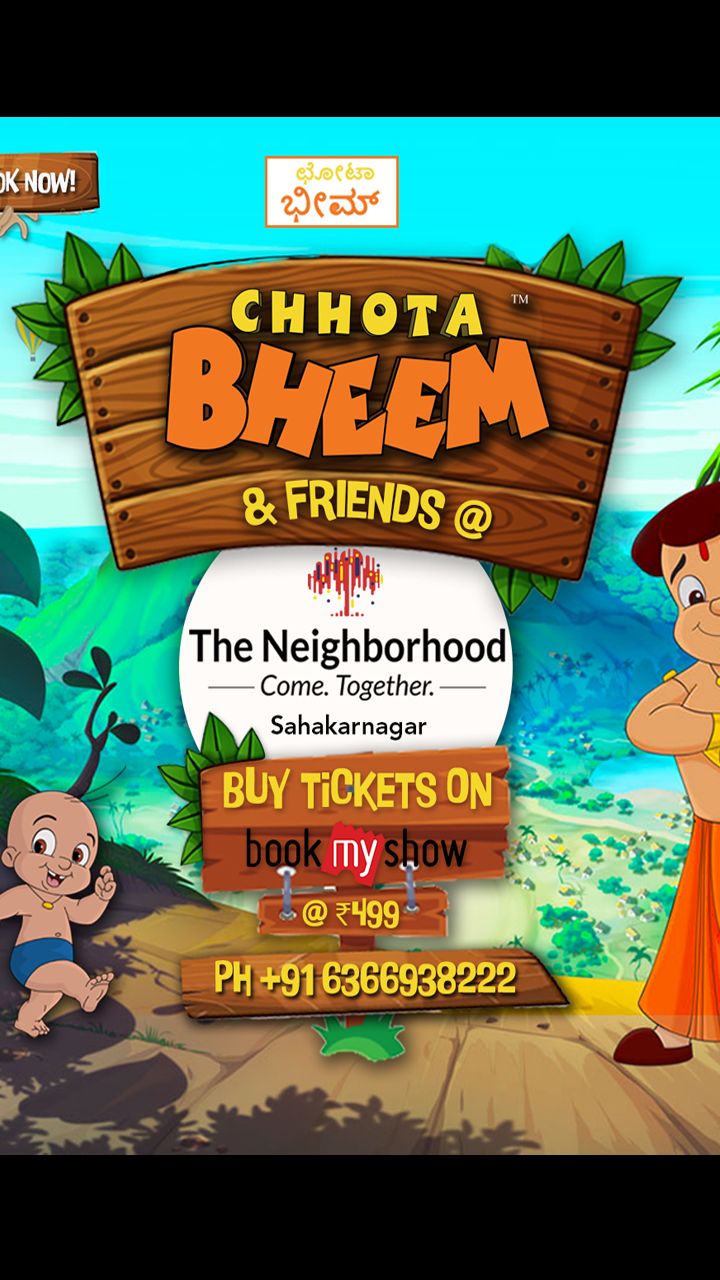 OK NOW!
ಛೋಟಾ
ಭೀಮ್
CHHOTA ™
BHEEM
& FRIENDS @
The Neighborhood
Come. Together.
Sahakarnagar
BUY TICKETS ON
book my show
@ ₹499
PH +91 6366938222